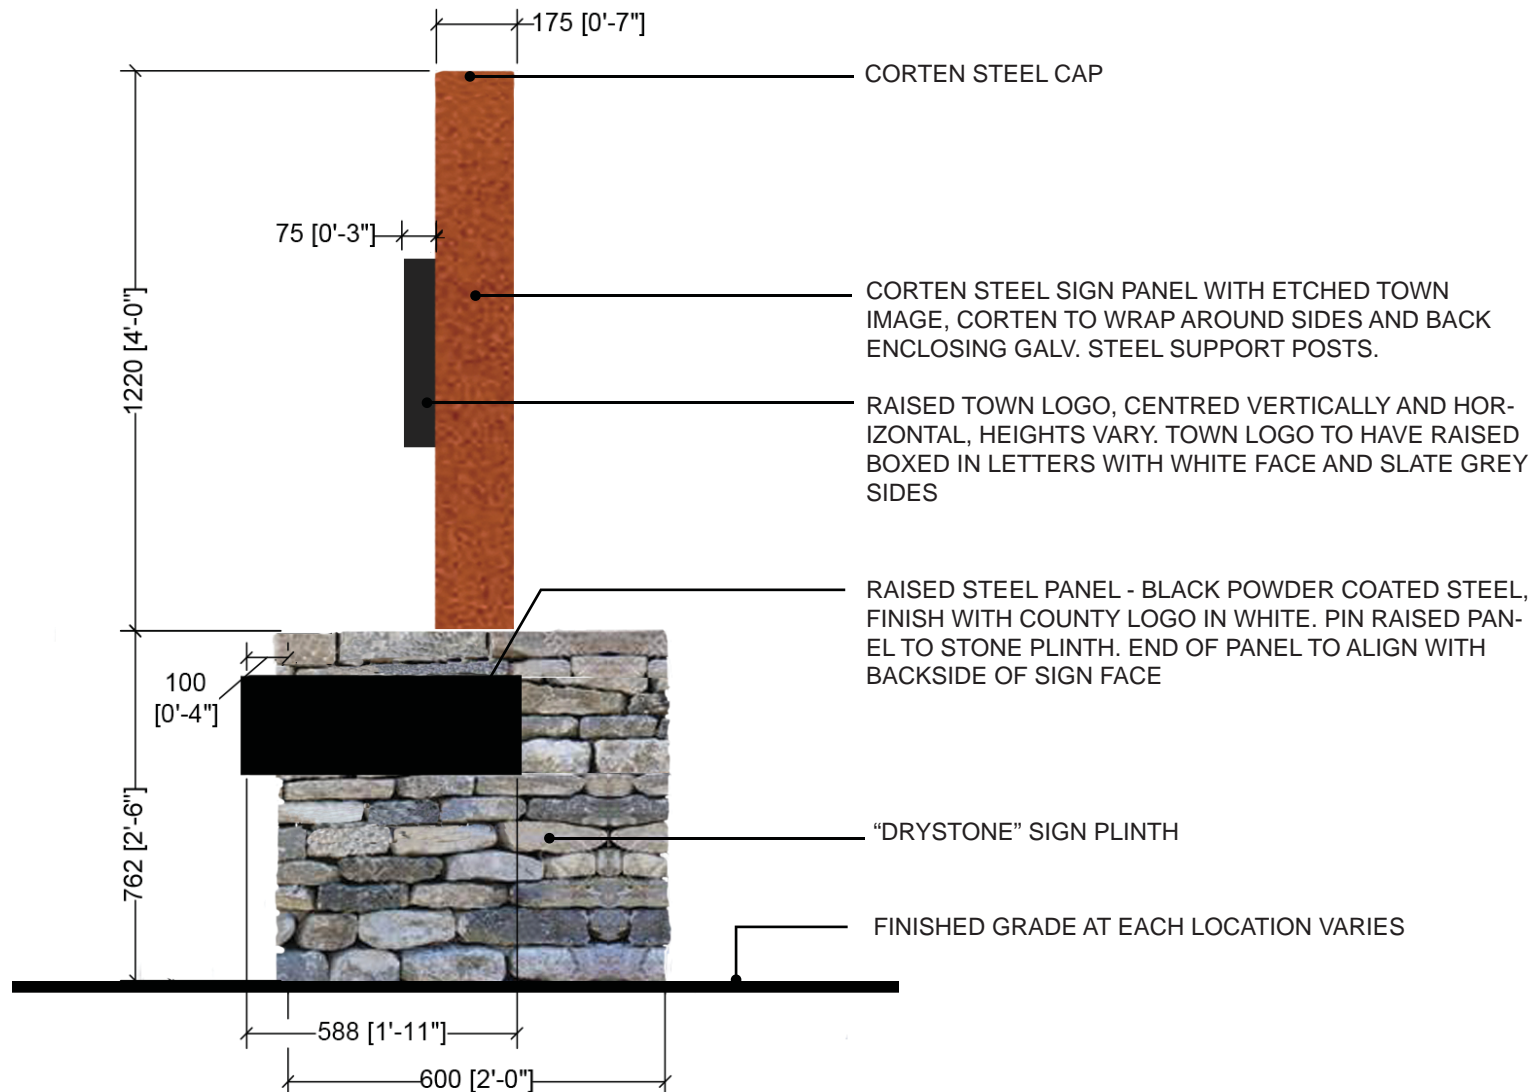 175 [0'-7"]
CORTEN STEEL CAP
75 [0'-3"]
1220 [4'-0"]
CORTEN STEEL SIGN PANEL WITH ETCHED TOWN
IMAGE, CORTEN TO WRAP AROUND SIDES AND BACK
ENCLOSING GALV. STEEL SUPPORT POSTS.
RAISED TOWN LOGO, CENTRED VERTICALLY AND HOR-
IZONTAL, HEIGHTS VARY. TOWN LOGO TO HAVE RAISED
BOXED IN LETTERS WITH WHITE FACE AND SLATE GREY
SIDES
RAISED STEEL PANEL - BLACK POWDER COATED STEEL,
FINISH WITH COUNTY LOGO IN WHITE. PIN RAISED PAN-
EL TO STONE PLINTH. END OF PANEL TO ALIGN WITH
BACKSIDE OF SIGN FACE
100
[0'-4"]
762 [2'-6"]
“DRYSTONE” SIGN PLINTH
FINISHED GRADE AT EACH LOCATION VARIES
588 [1'-11"]
600 [2'-0"]